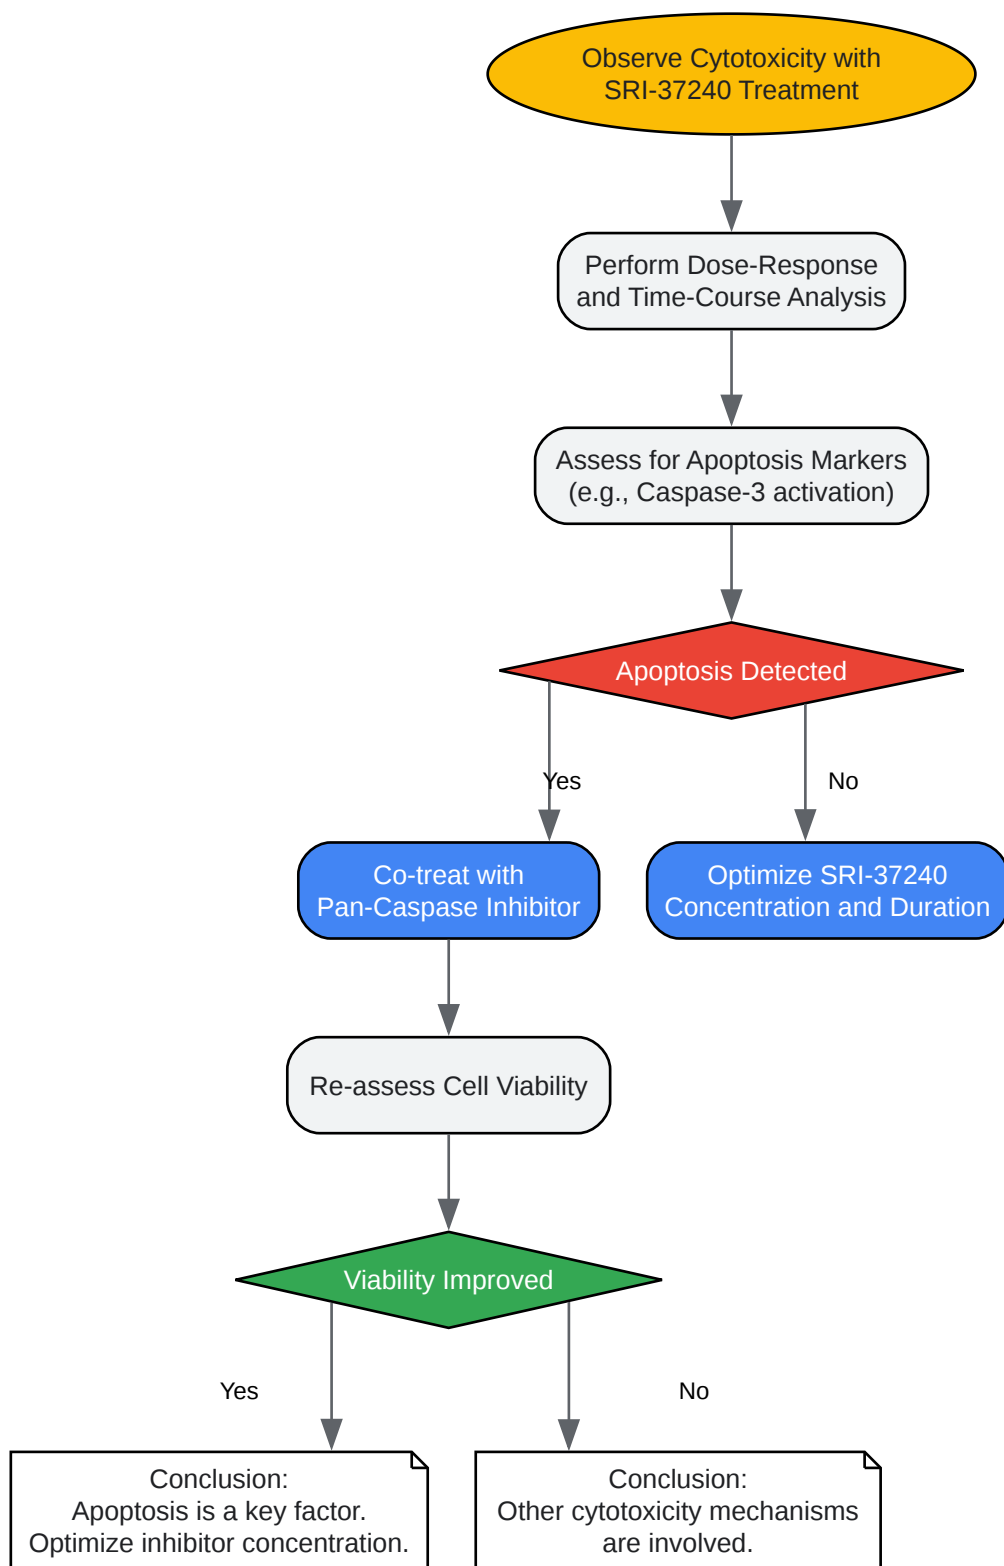 Observe Cytotoxicity with
SRI-37240 Treatment
Perform Dose-Response
and Time-Course Analysis
Assess for Apoptosis Markers
(e.g., Caspase-3 activation)
Apoptosis Detected
Yes
No
Co-treat with
Pan-Caspase Inhibitor
Optimize SRI-37240
Concentration and Duration
Re-assess Cell Viability
Viability Improved
Yes
No
Conclusion:
Apoptosis is a key factor.
Optimize inhibitor concentration.
Conclusion:
Other cytotoxicity mechanisms
are involved.